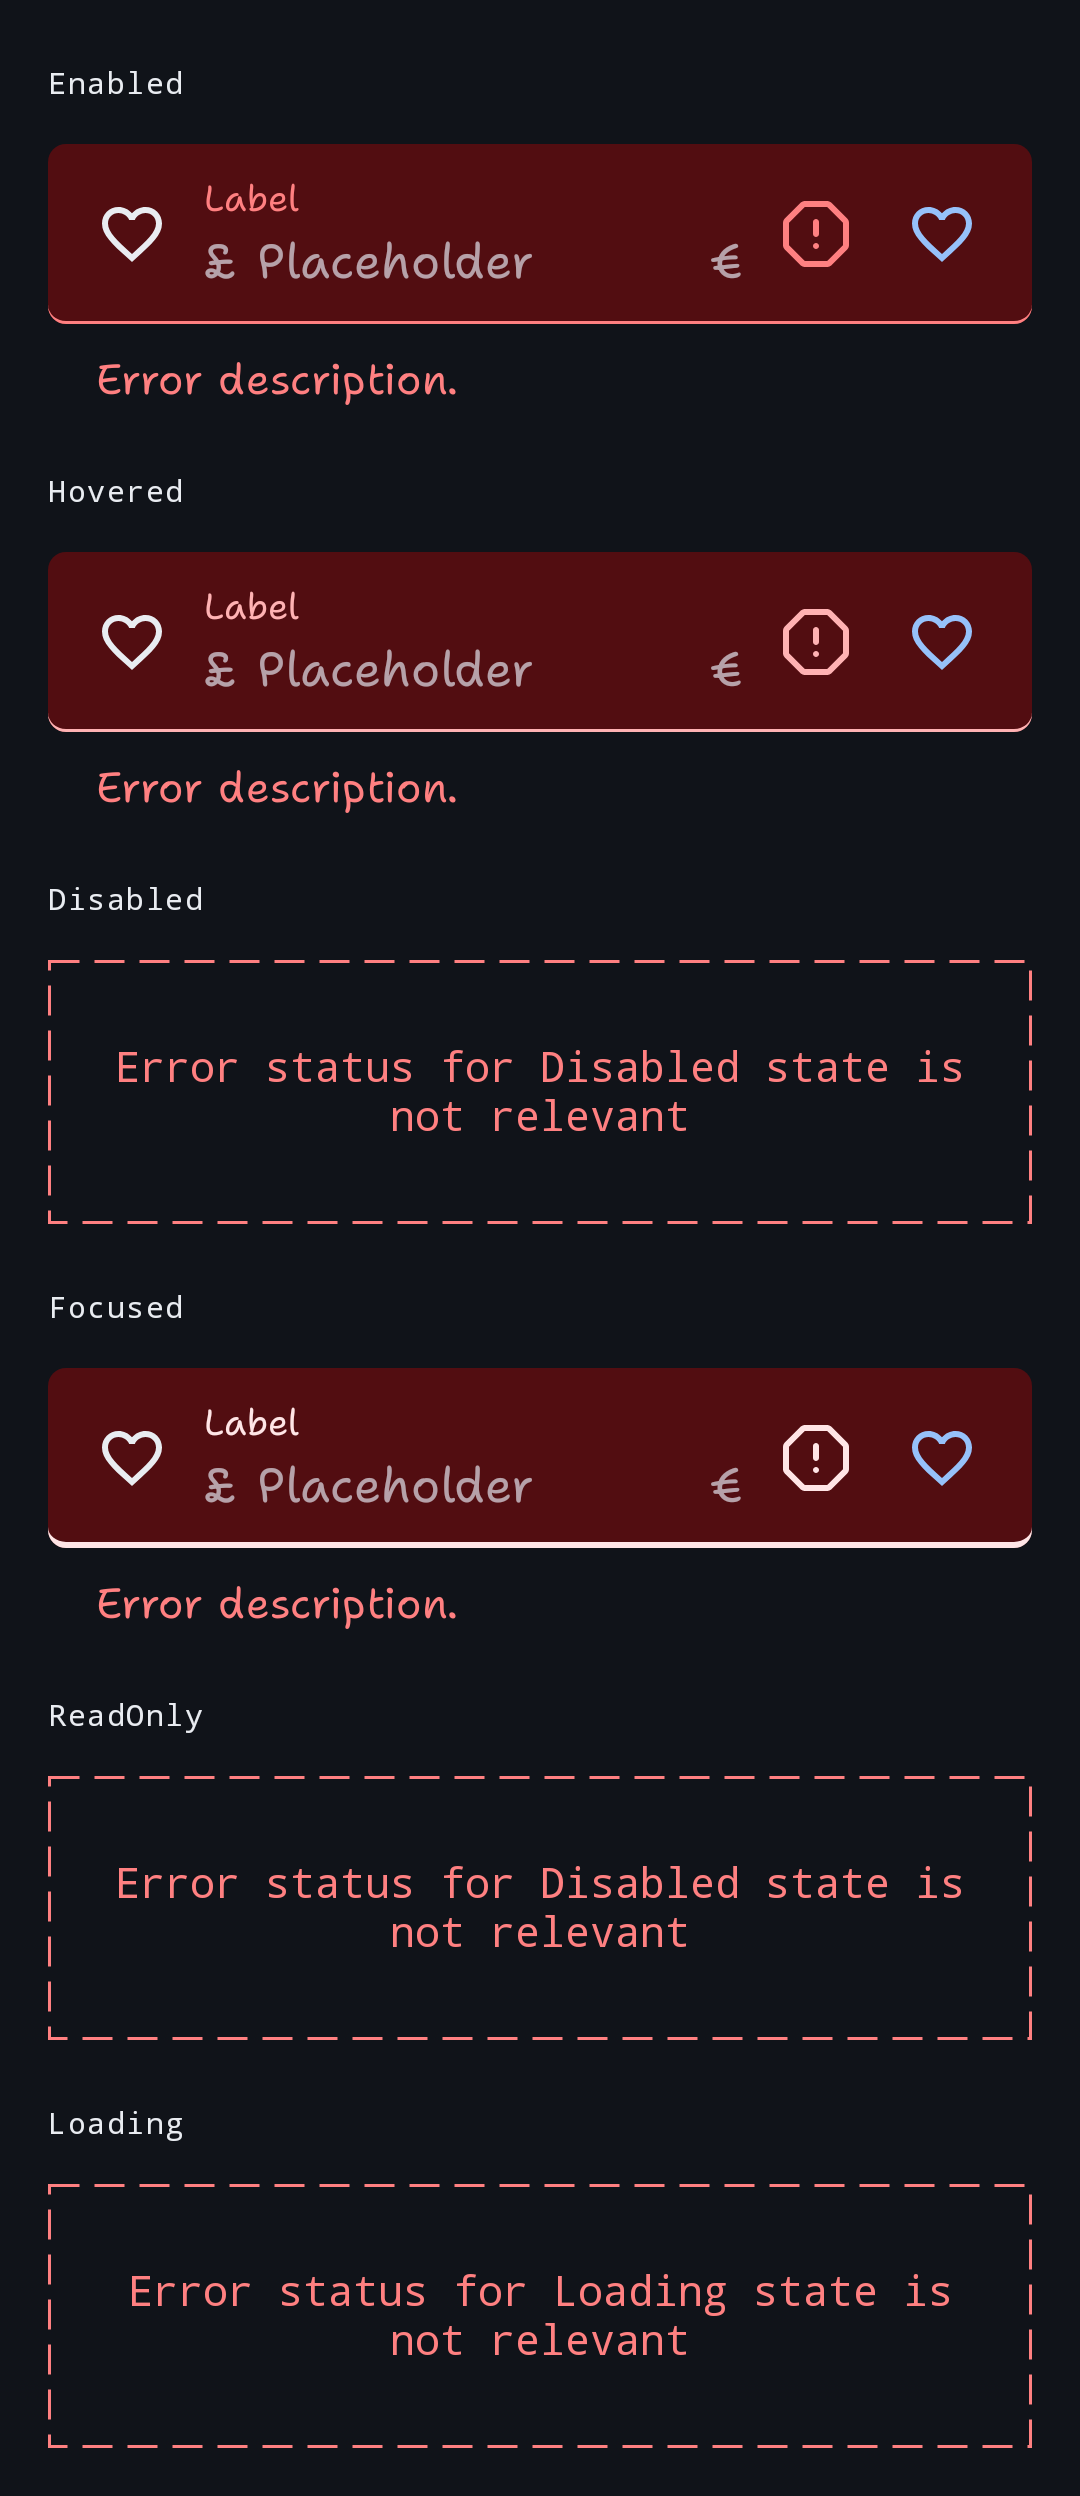 Enabled
Label
£ Placeholder €
Error description.
Hovered
Label
£ Placeholder €
Error description.
Disabled
Error status for Disabled state is
not relevant
Focused
Label
£ Placeholder €
Error description.
ReadOnly
Error status for Disabled state is
not relevant
Loading
Error status for Loading state is
not relevant